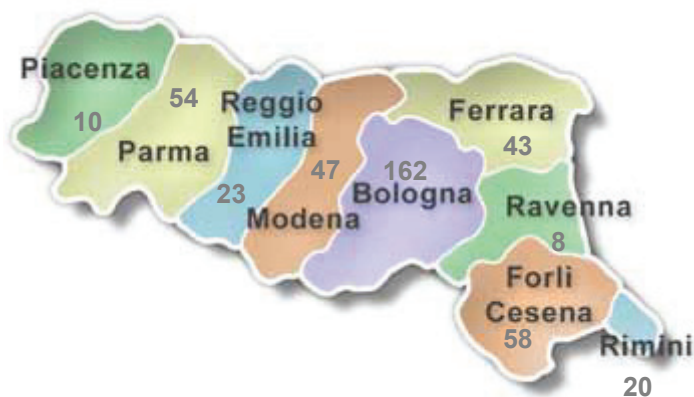 Piacenza
10
54
Parma
Reggio
Emilia
23
47
Modena
162
Bologna
Ferrara
43
Ravenna
8
Forli
Cesena
58
Rimini
20